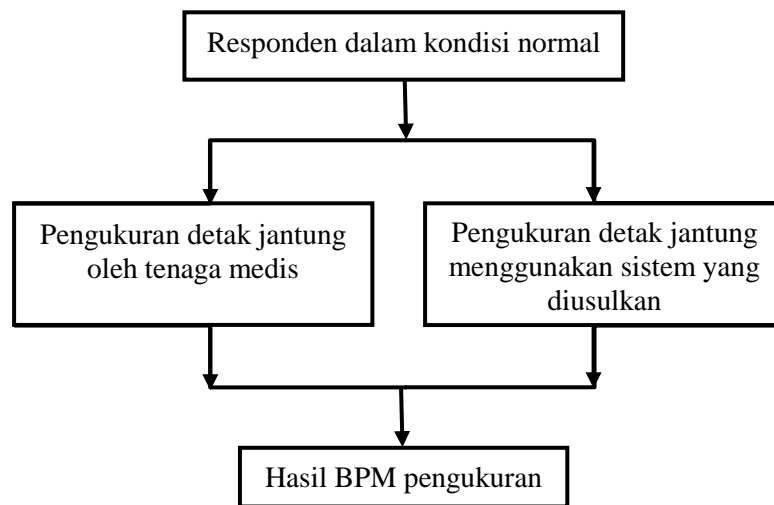 Responden dalam kondisi normal
Pengukuran detak jantung
oleh tenaga medis
Pengukuran detak jantung
menggunakan sistem yang
diusulkan
Hasil BPM pengukuran